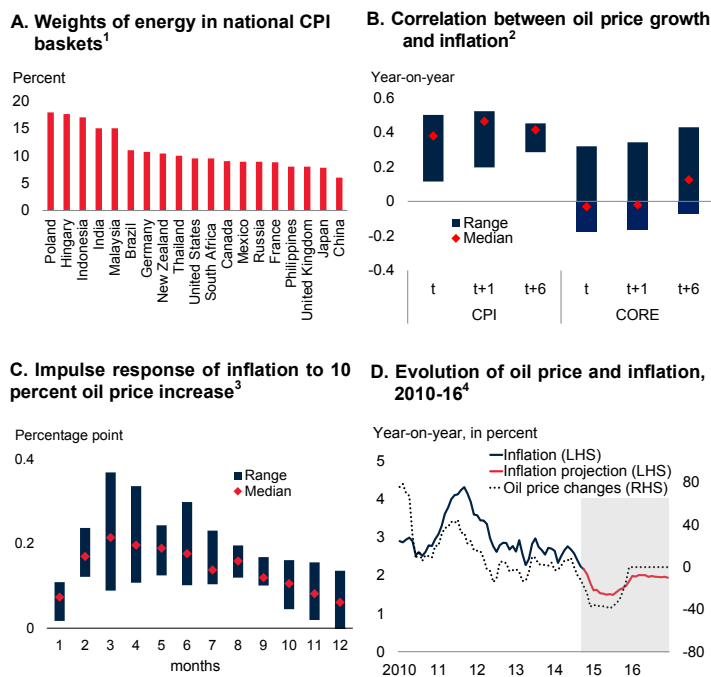 A. Weights of energy in national CPI
baskets¹
Percent
20
15
10
5
0
Poland
Hingary
Indonesia
India
Malaysia
Brazil
Germany
New Zealand
Thailand
United States
South Africa
Canada
Mexico
Russia
France
Philippines
United Kingdom
Japan
China
B. Correlation between oil price growth
and inflation²
Year-on-year
0.6
0.4
0.2
0
-0.2
-0.4
Range
Median
t t+1 t+6 t t+1 t+6
CPI CORE
C. Impulse response of inflation to 10
percent oil price increase³
Percentage point
0.4
0.2
0
Range
Median
1 2 3 4 5 6 7 8 9 10 11 12
months
D. Evolution of oil price and inflation,
2010-16⁴
Year-on-year, in percent
Inflation (LHS)
Inflation projection (LHS)
Oil price changes (RHS)
5
4
3
2
1
0
80
40
0
-40
-80
2010 11 12 13 14 15 16